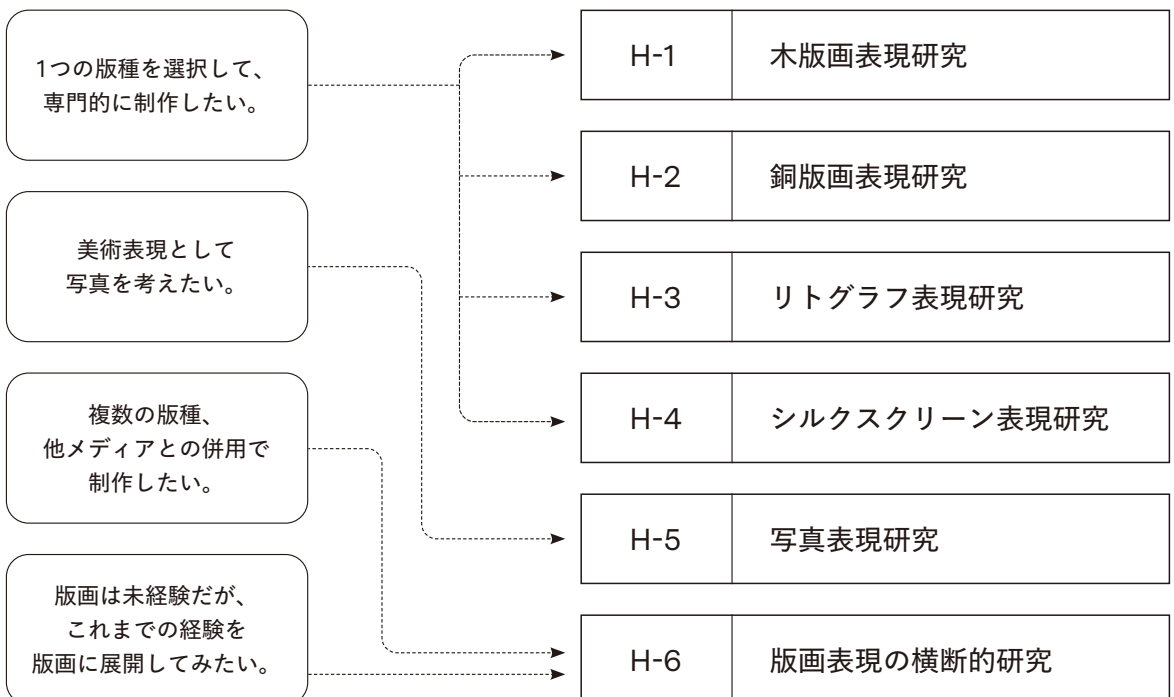 1つの版種を選択して、
専門的に制作したい。
美術表現として
写真を考えたい。
複数の版種、
他メディアとの併用で
制作したい。
版画は未経験だが、
これまでの経験を
版画に展開してみたい。
H-1 木版画表現研究
H-2 銅版画表現研究
H-3 リトグラフ表現研究
H-4 シルクスクリーン表現研究
H-5 写真表現研究
H-6 版画表現の横断的研究